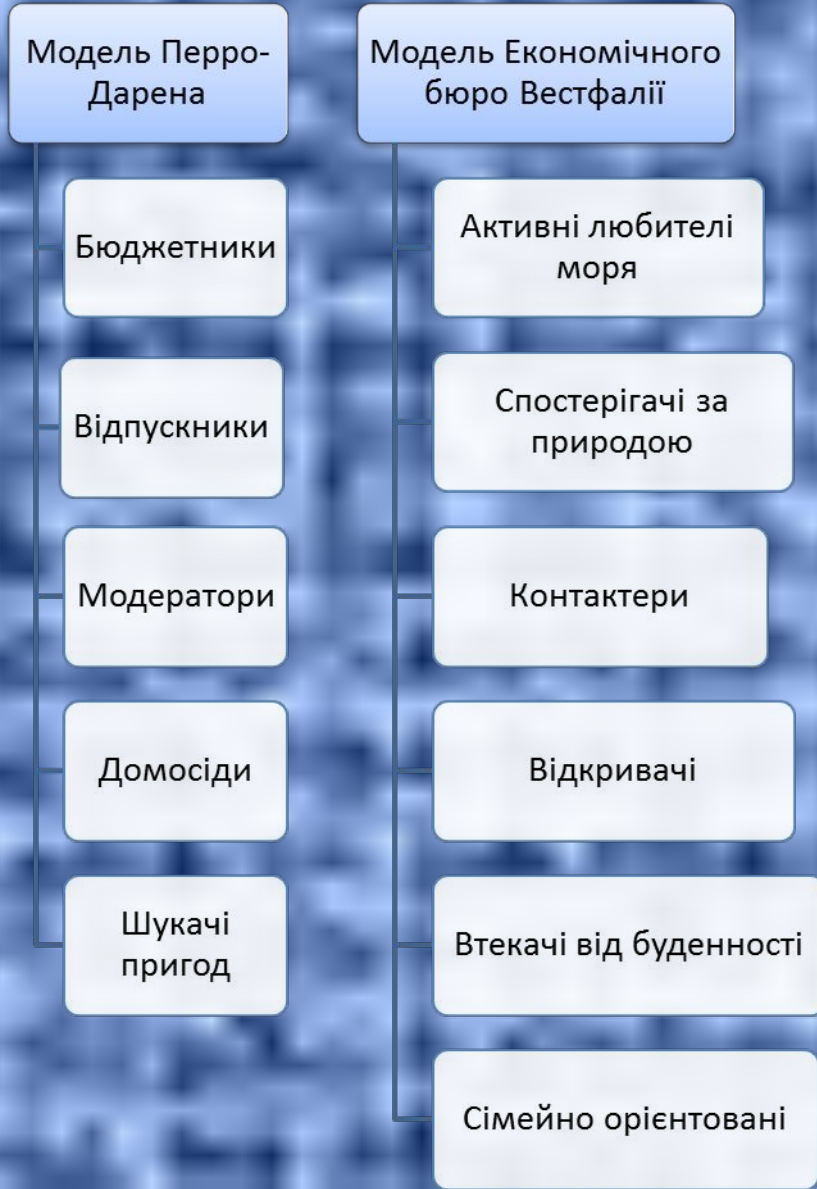 Модель Перро-
Дарена
Бюджетники
Відпускники
Модератори
Домосіди
Шукачі
пригод
Модель Економічного
бюро Вестфалії
Активні любителі
моря
Спостерігачі за
природою
Контактери
Відкривачі
Втекачі від буденності
Сімейно орієнтовані